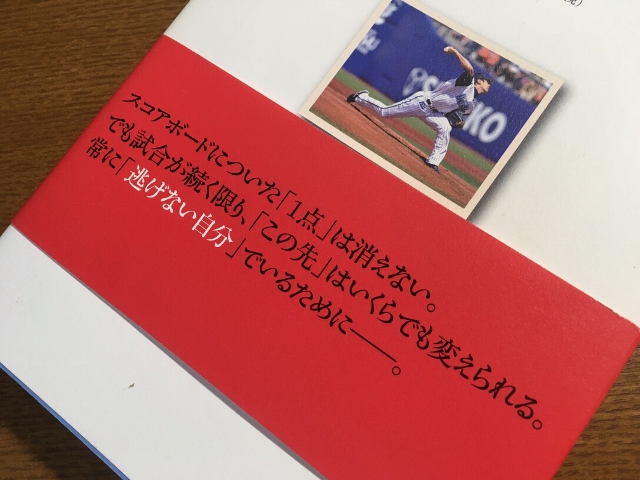 スコアボードについた「1点」は消えない。
でも試合が続く限り、「この先」はいくらでも変えられる。
常に「逃げない自分」でいるために──。